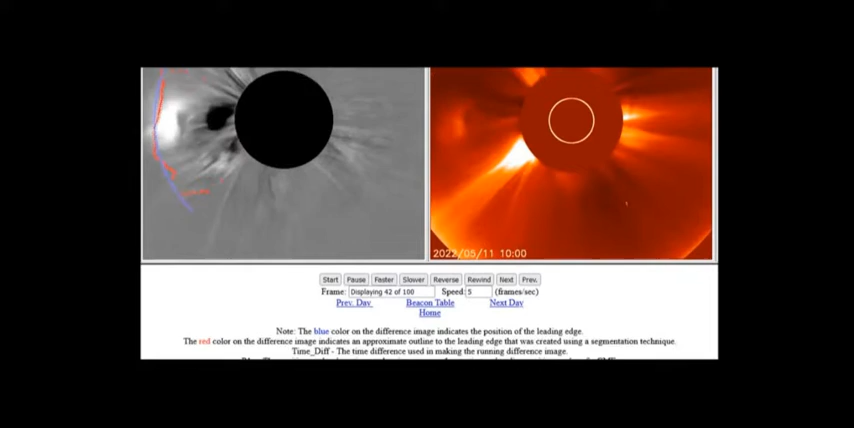 2022/05/11 10:00
Start Pause Faster Slower Reverse Rewind Next Prev.
Frame: Displaying 42 of 100 Speed: 5 (frames/sec)
Prev. Day Beacon Table Next Day
Home
Note: The blue color on the difference image indicates the position of the leading edge.
The red color on the difference image indicates an approximate outline to the leading edge that was created using a segmentation technique.
Time_Diff - The time difference used in making the running difference image.